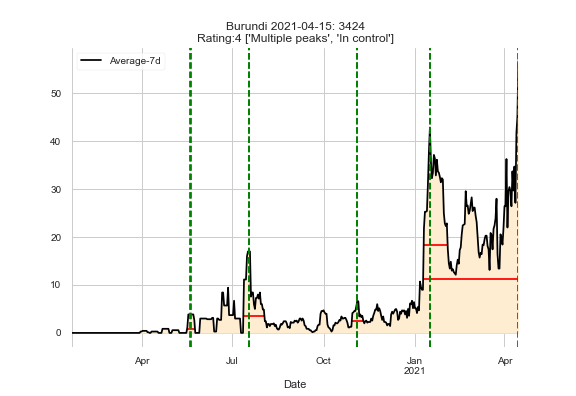 Burundi 2021-04-15: 3424
Rating:4 ['Multiple peaks', 'In control']
Average-7d
50
40
30
20
10
0
Apr
Jul
Oct
Jan
2021
Apr
Date